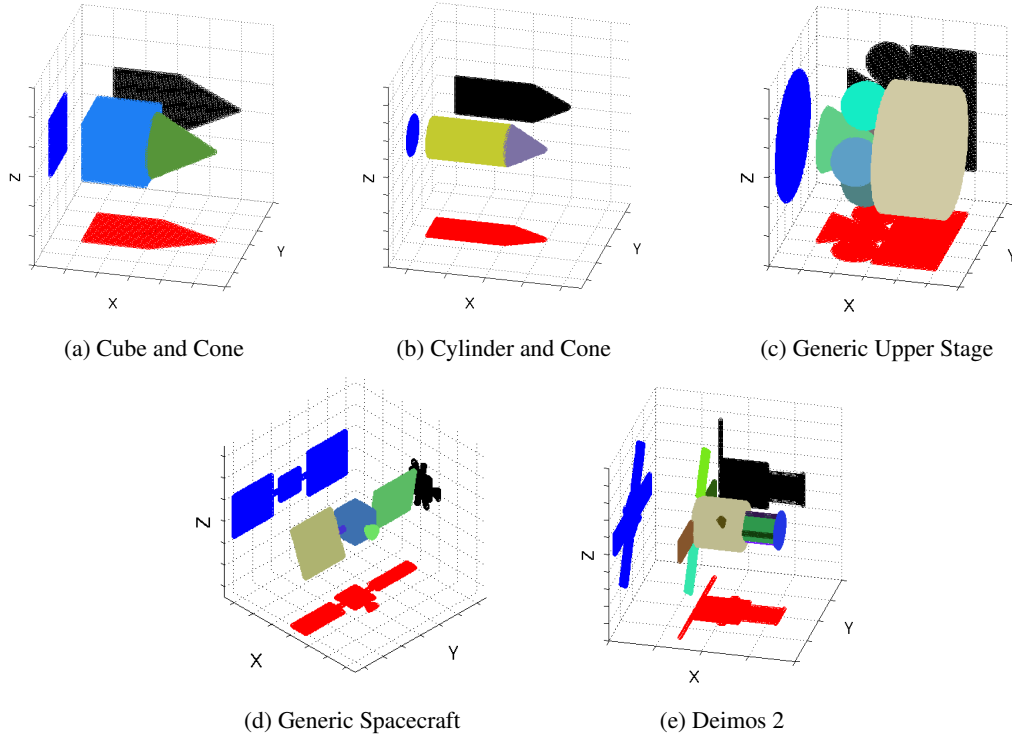 Z
Y
X
Z
Y
X
Z
Y
X
(a) Cube and Cone
(b) Cylinder and Cone
(c) Generic Upper Stage
Z
X
Y
Z
Y
X
(d) Generic Spacecraft
(e) Deimos 2